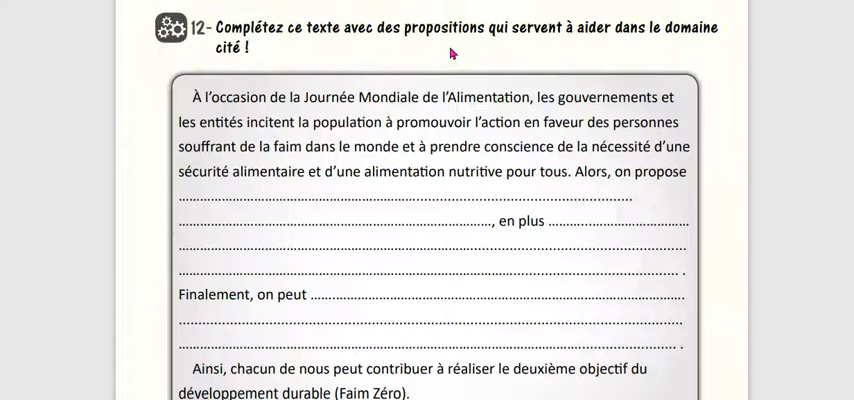 12- Complétez ce texte avec des propositions qui servent à aider dans le domaine
cité !
À l'occasion de la Journée Mondiale de l'Alimentation, les gouvernements et
les entités incitent la population à promouvoir l'action en faveur des personnes
souffrant de la faim dans le monde et à prendre conscience de la nécessité d'une
sécurité alimentaire et d'une alimentation nutritive pour tous. Alors, on propose
................................................................................
......................................................, en plus ........................
................................................................................
................................................................................ .
Finalement, on peut ................................................................
................................................................................
................................................................................ .
Ainsi, chacun de nous peut contribuer à réaliser le deuxième objectif du
développement durable (Faim Zéro).